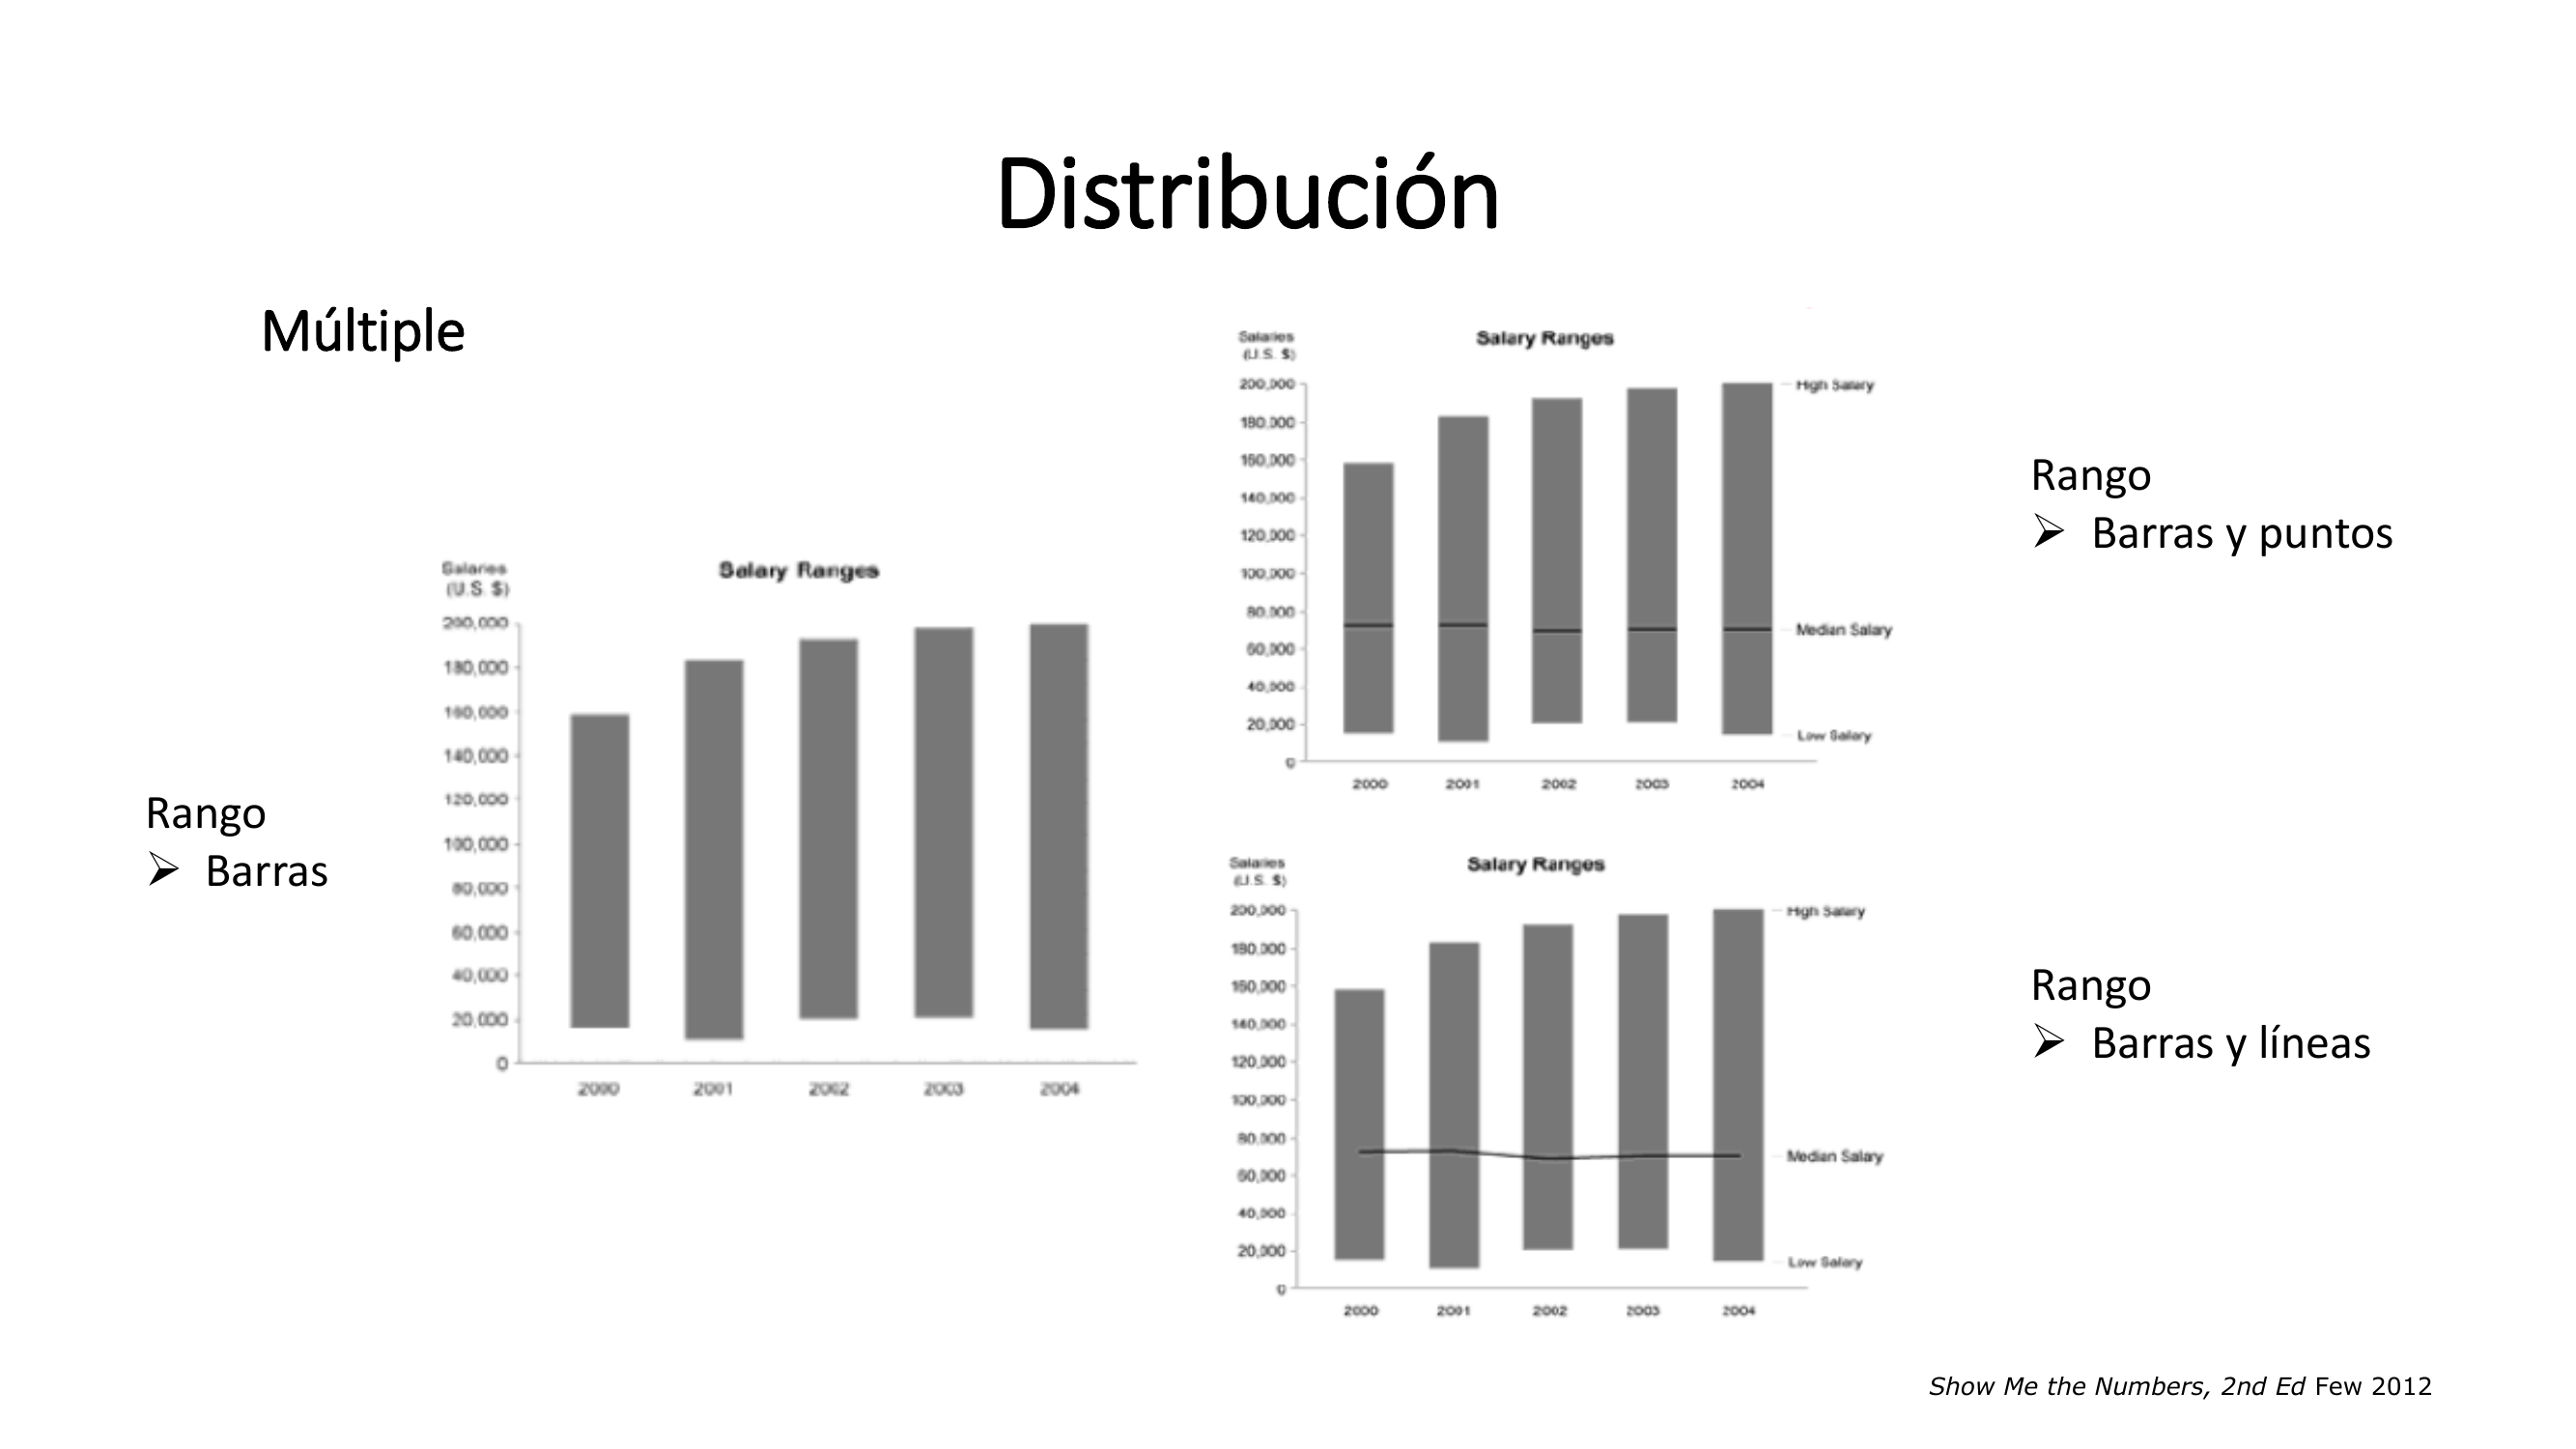 Distribución
Múltiple
Rango
➢ Barras
Salaries
(U.S. $)
Salary Ranges
200,000
180,000
160,000
140,000
120,000
100,000
80,000
60,000
40,000
20,000
0
2000 2001 2002 2003 2004
Salaries
(U.S. $)
Salary Ranges
200,000
180,000
160,000
140,000
120,000
100,000
80,000
60,000
40,000
20,000
0
High Salary
Median Salary
Low Salary
2000 2001 2002 2003 2004
Rango
➢ Barras y puntos
Salaries
(U.S. $)
Salary Ranges
200,000
180,000
160,000
140,000
120,000
100,000
80,000
60,000
40,000
20,000
0
High Salary
Median Salary
Low Salary
2000 2001 2002 2003 2004
Rango
➢ Barras y líneas
Show Me the Numbers, 2nd Ed Few 2012